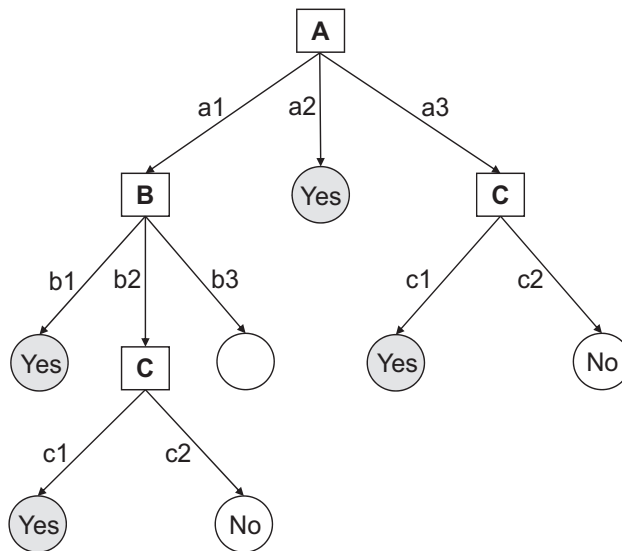 A
a1 a2 a3
B Yes C
b1 b2 b3 c1 c2
Yes C Yes No
c1 c2
Yes No